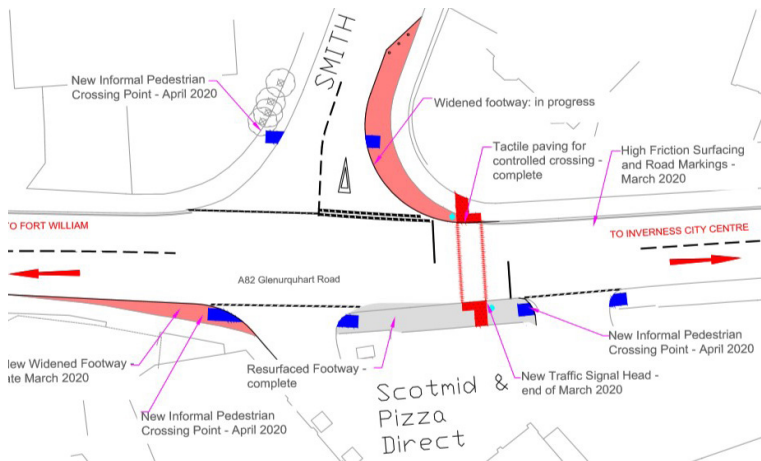 SMITH
New Informal Pedestrian
Crossing Point - April 2020
Widened footway: in progress
Tactile paving for
controlled crossing -
complete
High Friction Surfacing
and Road Markings -
March 2020
TO FORT WILLIAM
TO INVERNESS CITY CENTRE
A82 Glenurquhart Road
New Widened Footway -
ate March 2020
Resurfaced Footway -
complete
New Informal Pedestrian
Crossing Point - April 2020
New Traffic Signal Head -
end of March 2020
New Informal Pedestrian
Crossing Point - April 2020
Scotmid &
Pizza
Direct